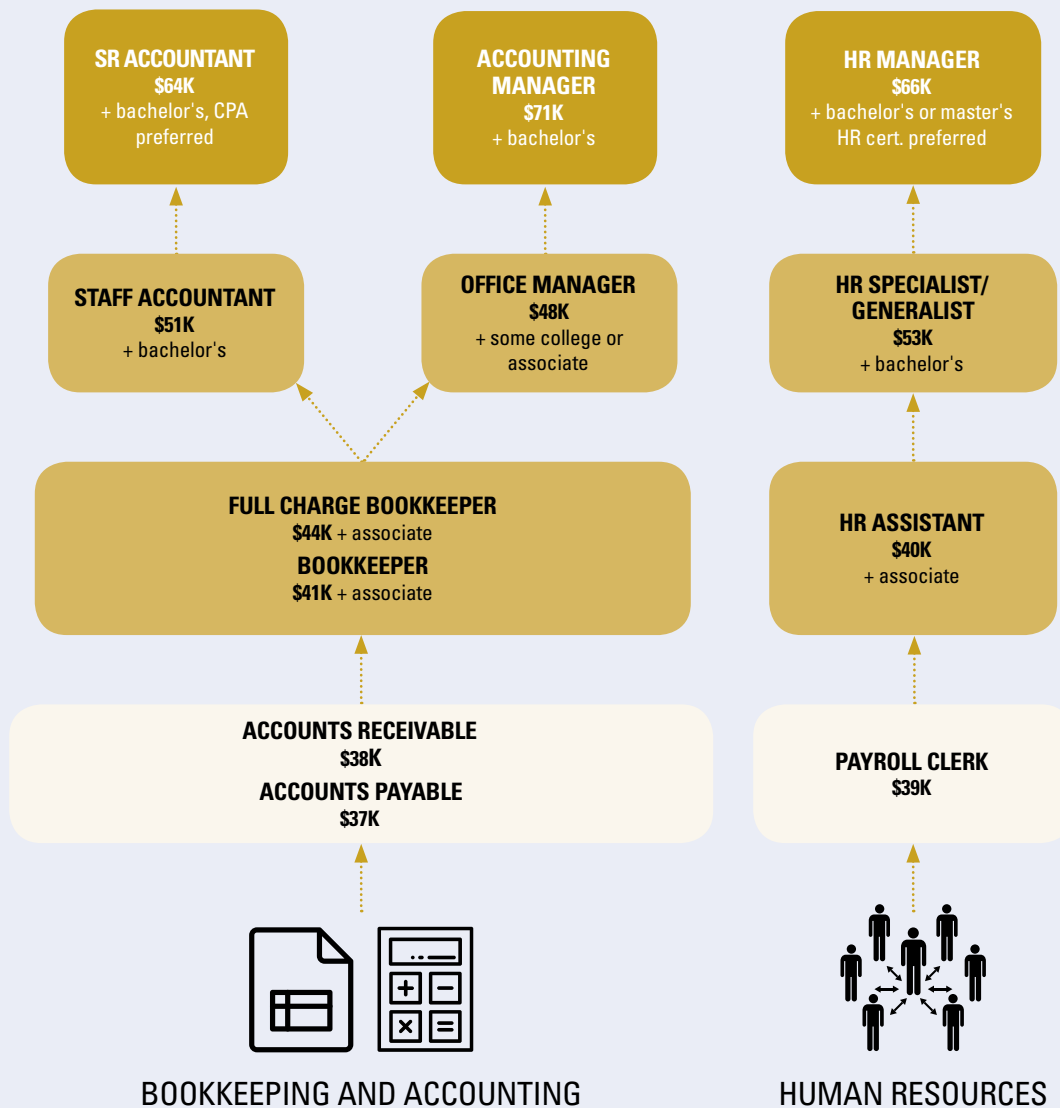 SR ACCOUNTANT
$64K
+ bachelor's, CPA
preferred
ACCOUNTING
MANAGER
$71K
+ bachelor's
HR MANAGER
$66K
+ bachelor's or master's
HR cert. preferred
STAFF ACCOUNTANT
$51K
+ bachelor's
OFFICE MANAGER
$48K
+ some college or
associate
HR SPECIALIST/
GENERALIST
$53K
+ bachelor's
FULL CHARGE BOOKKEEPER
$44K + associate
BOOKKEEPER
$41K + associate
HR ASSISTANT
$40K
+ associate
ACCOUNTS RECEIVABLE
$38K
ACCOUNTS PAYABLE
$37K
PAYROLL CLERK
$39K
BOOKKEEPING AND ACCOUNTING
HUMAN RESOURCES